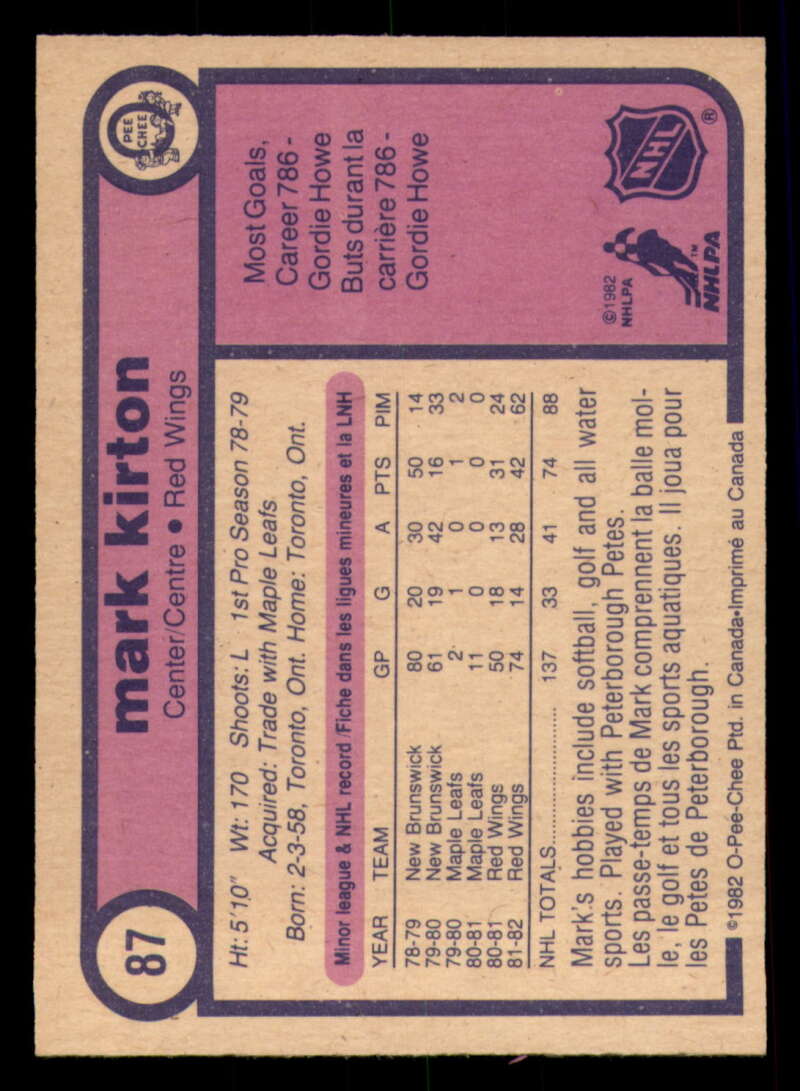 87
mark kirton
Center/Centre • Red Wings
PEE
CHEE
Ht: 5'10" Wt: 170 Shoots: L 1st Pro Season 78-79
Acquired: Trade with Maple Leafs
Born: 2-3-58, Toronto, Ont. Home: Toronto, Ont.
Minor league & NHL record/Fiche dans les ligues mineures et la LNH
YEAR TEAM GP G A PTS PIM
78-79 New Brunswick 80 20 30 50 14
79-80 New Brunswick 61 19 42 16 33
79-80 Maple Leafs 2 1 0 1 2
80-81 Maple Leafs 11 0 0 0 0
80-81 Red Wings 50 18 13 31 24
81-82 Red Wings 74 14 28 42 62
NHL TOTALS.................... 137 33 41 74 88
Mark's hobbies include softball, golf and all water
sports. Played with Peterborough Petes.
Les passe-temps de Mark comprennent la balle mol-
le, le golf et tous les sports aquatiques. Il joua pour
les Petes de Peterborough.
©1982 O-Pee-Chee Ptd. in Canada•Imprimé au Canada
Most Goals,
Career 786 -
Gordie Howe
Buts durant la
carrière 786 -
Gordie Howe
©1982
NHLPA
™
NHLPA
NHL
®